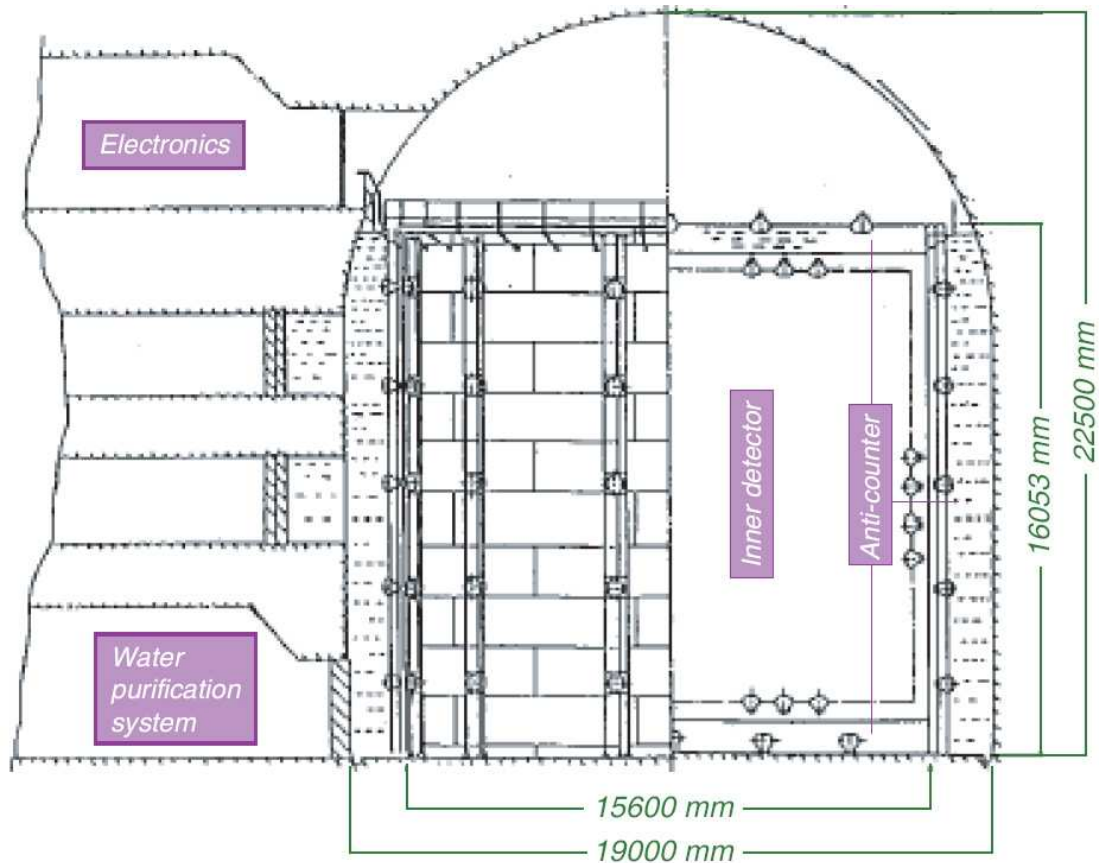 Electronics
Inner detector
Anti-counter
16053 mm
22500 mm
Water
purification
system
15600 mm
19000 mm